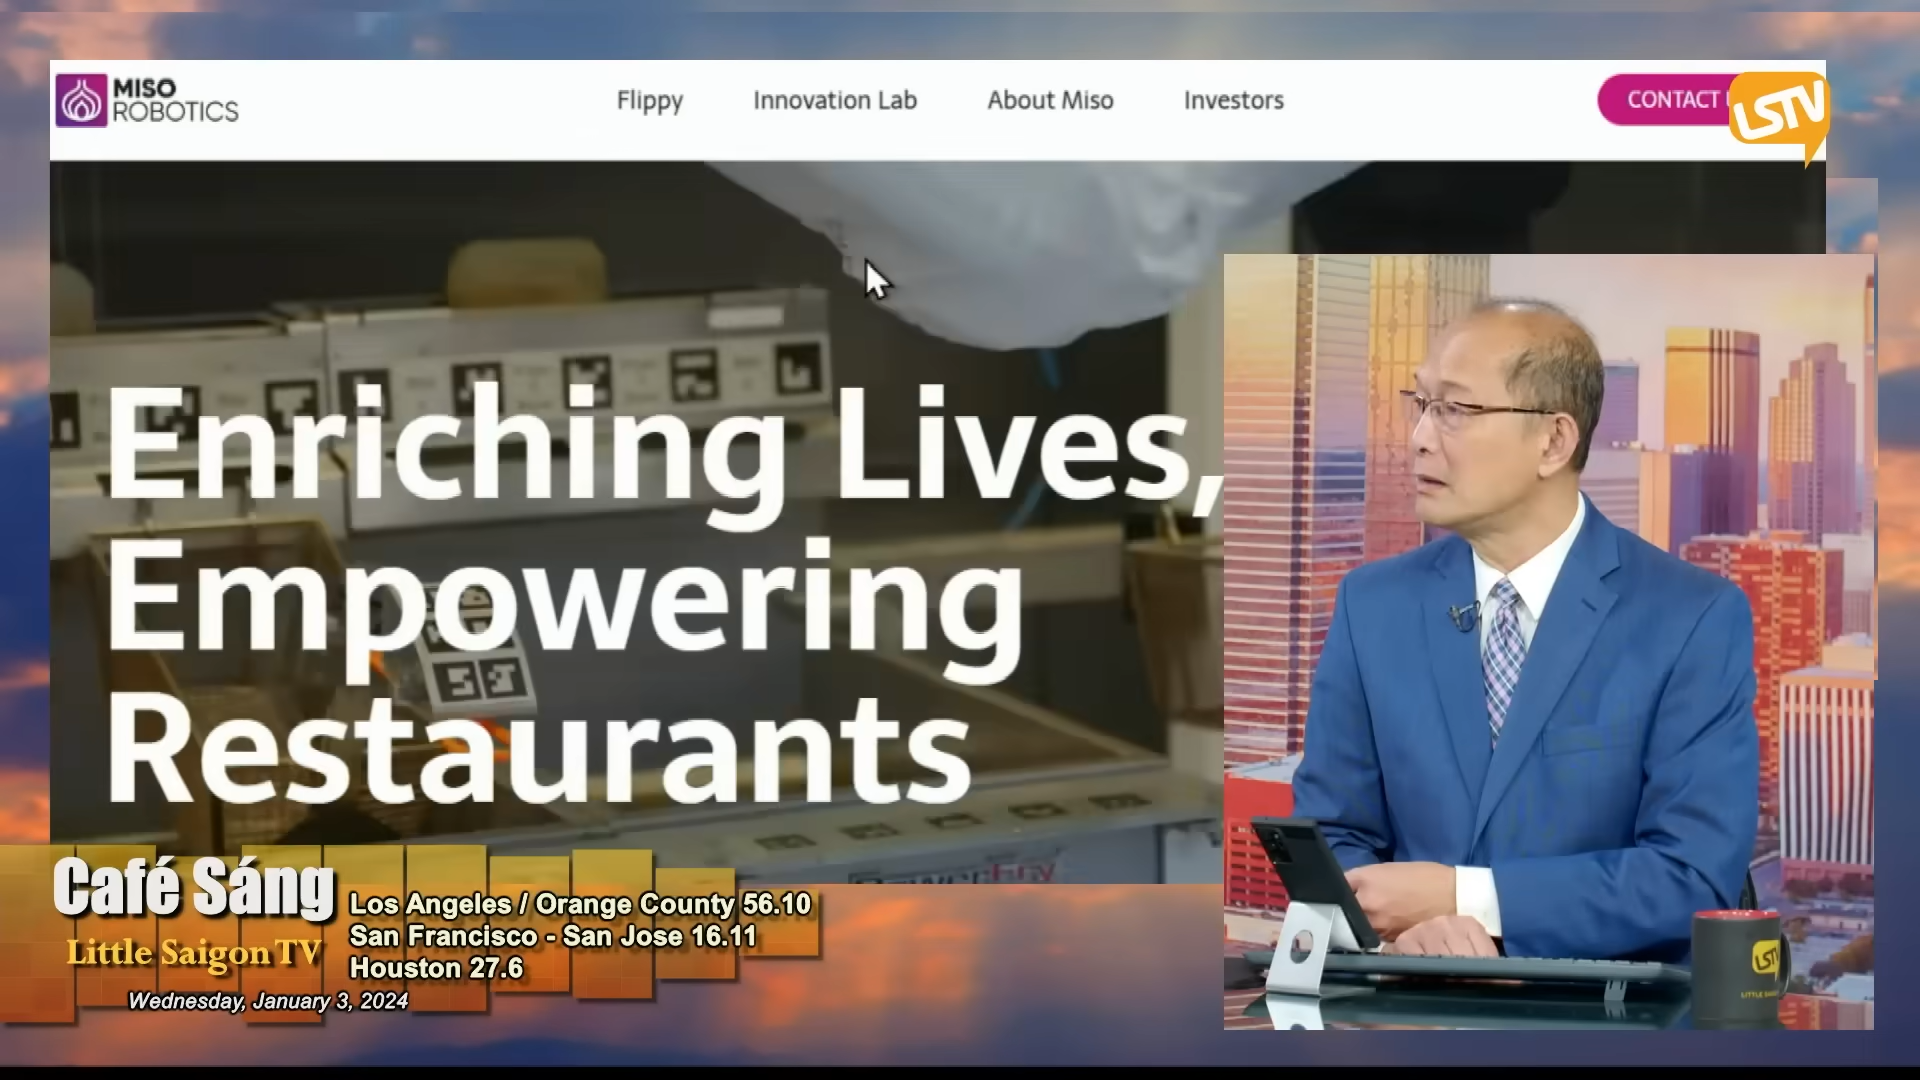 MISO
ROBOTICS
Flippy
Innovation Lab
About Miso
Investors
CONTACT
LSTV
Enriching Lives,
Empowering
Restaurants
Café Sáng
Little Saigon TV
Wednesday, January 3, 2024
Los Angeles / Orange County 56.10
San Francisco - San Jose 16.11
Houston 27.6
LSTV